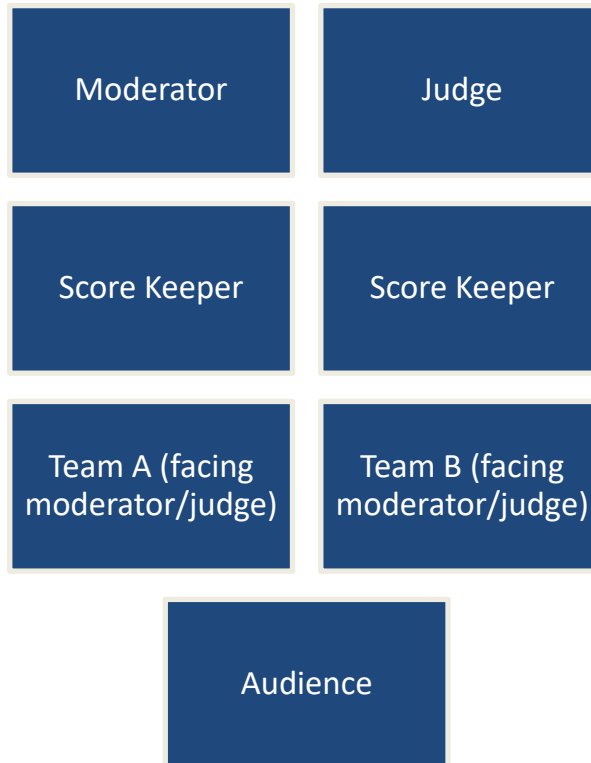 Moderator
Judge
Score Keeper
Score Keeper
Team A (facing
moderator/judge)
Team B (facing
moderator/judge)
Audience